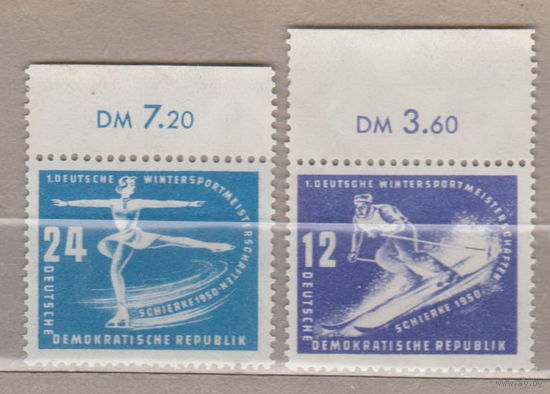 DM 7.20
1.DEUTSCHE WINTERSPORTMEISTERSCHAFTEN
24
SCHIERKE 1950
DEUTSCHE
DEMOKRATISCHE REPUBLIK
DM 3.60
1.DEUTSCHE WINTERSPORTMEISTERSCHAFTEN
12
SCHIERKE 1950
DEUTSCHE
DEMOKRATISCHE REPUBLIK